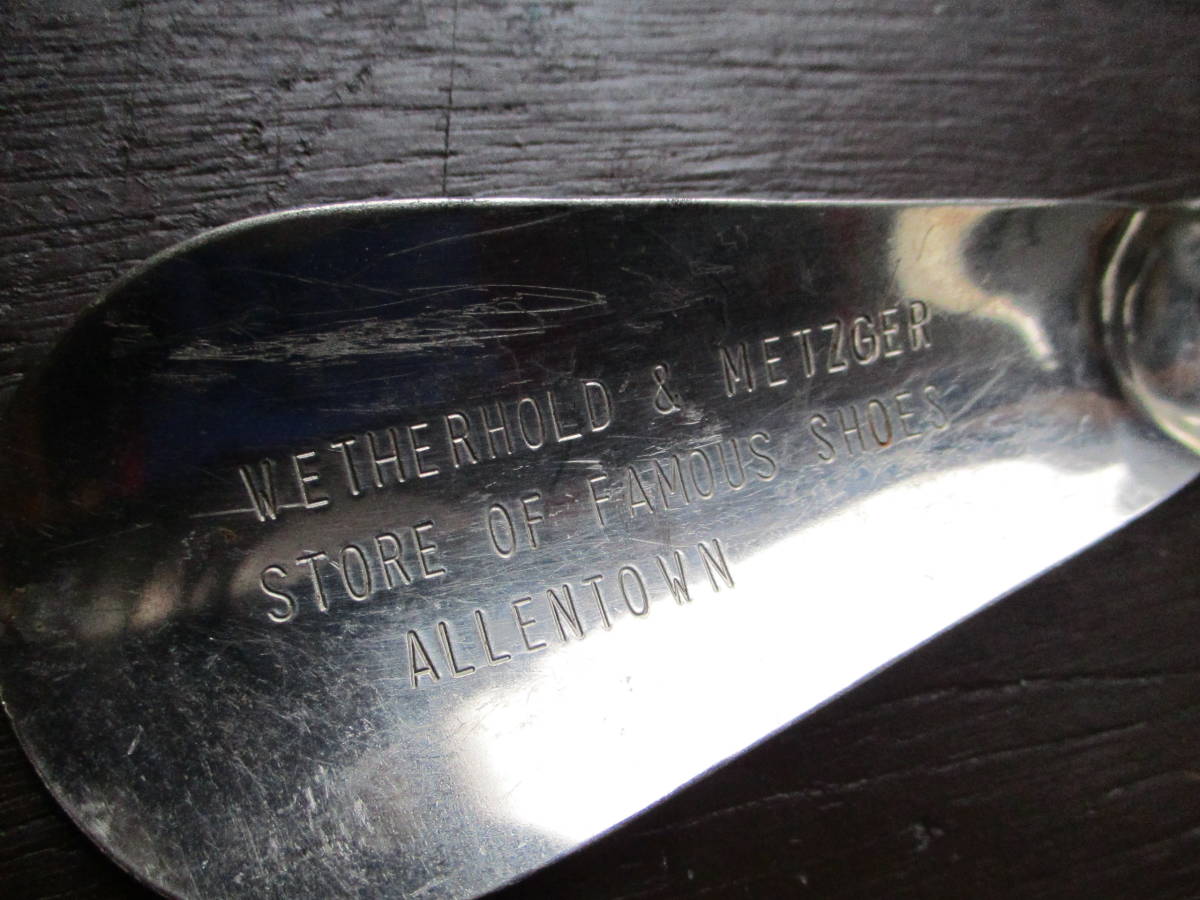 WETHERHOLD & METZGER
STORE OF FAMOUS SHOES
ALLENTOWN